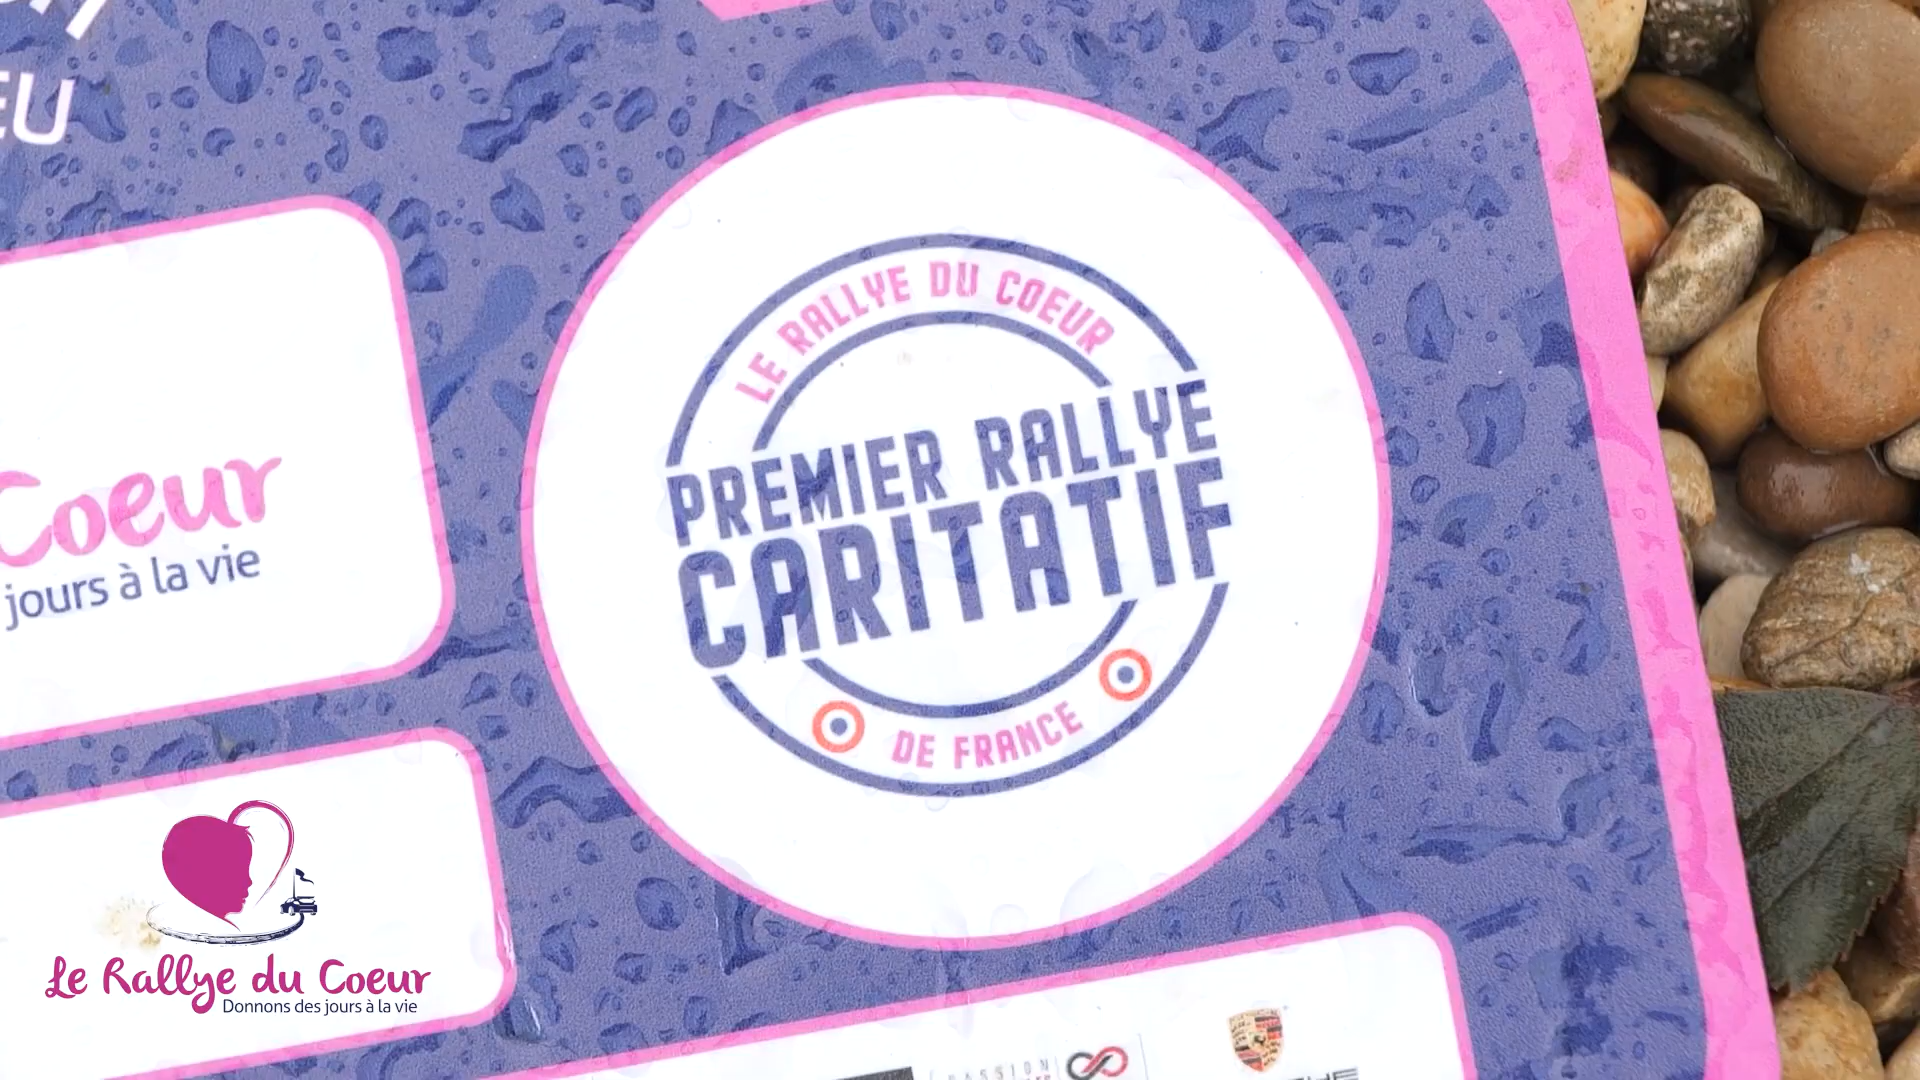 EU
Coeur
jours à la vie
LE RALLYE DU COEUR
PREMIER RALLYE
CARITATIF
DE FRANCE
Le Rallye du Coeur
Donnons des jours à la vie